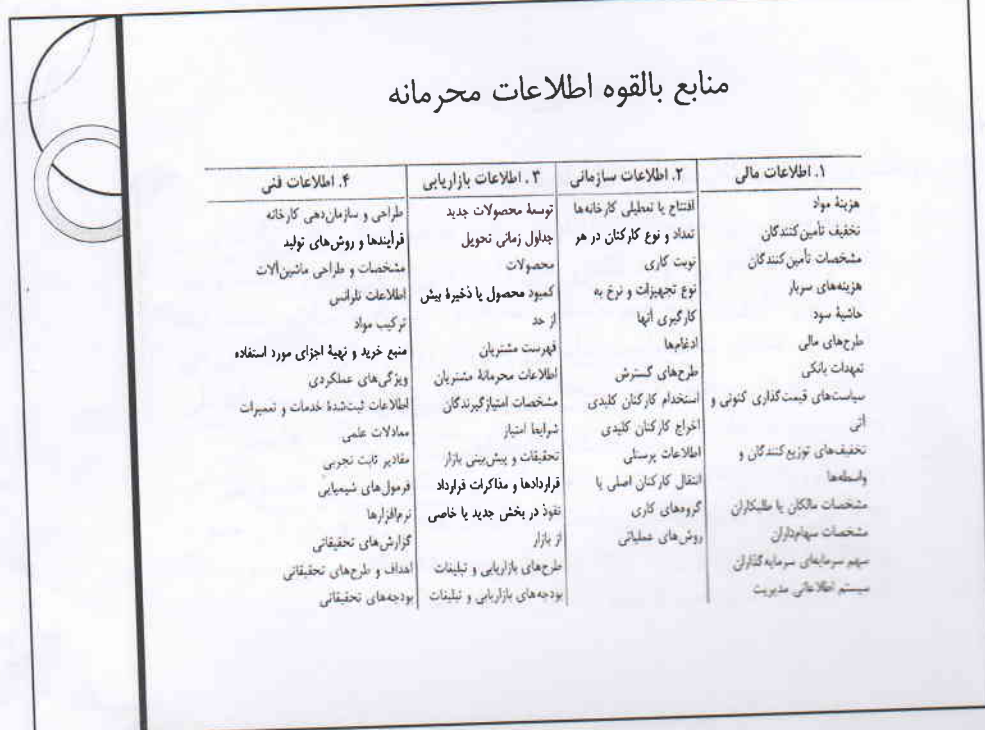 منابع بالقوه اطلاعات محرمانه
۱. اطلاعات مالی
هزینهٔ مواد
تخفیف تأمین‌کنندگان
مشخصات تأمین‌کنندگان
هزینه‌های سربار
حاشیهٔ سود
طرح‌های مالی
تعهدات بانکی
سیاست‌های قیمت‌گذاری کنونی و
آتی
تخفیف‌های توزیع‌کنندگان و
واسطه‌ها
مشخصات مالکان یا طلبکاران
مشخصات سهام‌داران
سهم سرمایه‌ای سرمایه‌گذاران
سیستم اطلاعاتی مدیریت
۲. اطلاعات سازمانی
افتتاح یا تعطیلی کارخانه‌ها
تعداد و نوع کارکنان در هر
نوبت کاری
نوع تجهیزات و نرخ به
کارگیری آنها
ادغام‌ها
طرح‌های گسترش
استخدام کارکنان کلیدی
اخراج کارکنان کلیدی
اطلاعات پرسنلی
انتقال کارکنان اصلی یا
گروه‌های کاری
روش‌های عملیاتی
۳. اطلاعات بازاریابی
توسعهٔ محصولات جدید
جداول زمانی تحویل
محصولات
کمبود محصول یا ذخیرهٔ بیش
از حد
فهرست مشتریان
اطلاعات محرمانهٔ مشتریان
مشخصات امتیازگیرندگان
شرایط امتیاز
تحقیقات و پیش‌بینی بازار
قراردادها و مذاکرات قرارداد
نفوذ در بخش جدید یا خاصی
از بازار
طرح‌های بازاریابی و تبلیغات
بودجه‌های بازاریابی و تبلیغات
۴. اطلاعات فنی
طراحی و سازمان‌دهی کارخانه
فرآیندها و روش‌های تولید
مشخصات و طراحی ماشین‌آلات
اطلاعات تلرانس
ترکیب مواد
منبع خرید و تهیهٔ اجزای مورد استفاده
ویژگی‌های عملکردی
اطلاعات ثبت‌شدهٔ خدمات و تعمیرات
معادلات علمی
مقادیر ثابت تجربی
فرمول‌های شیمیایی
نرم‌افزارها
گزارش‌های تحقیقاتی
اهداف و طرح‌های تحقیقاتی
بودجه‌های تحقیقاتی